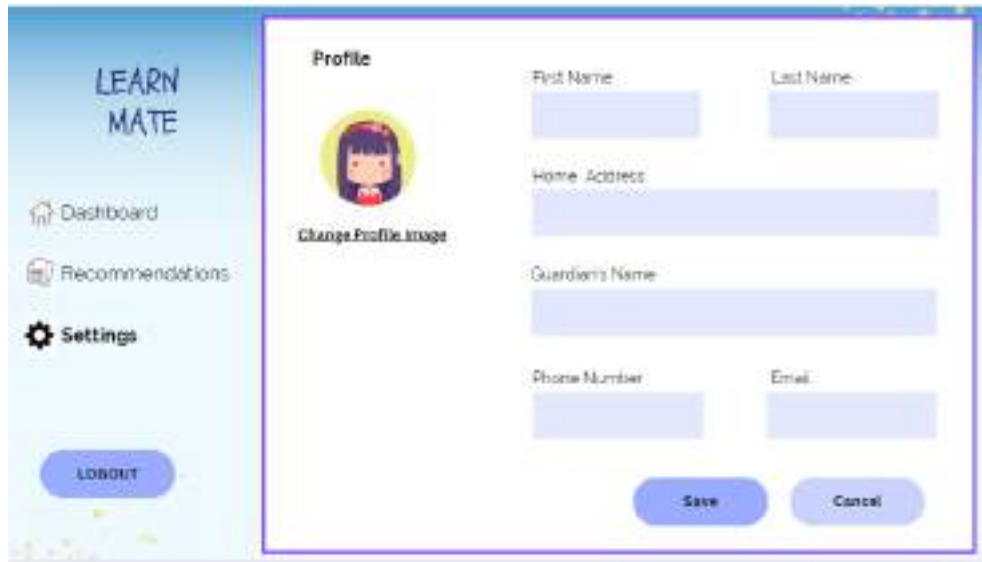 LEARN
MATE
Dashboard
Recommendations
Settings
LOGOUT
Profile
Change Profile Image
First Name
Last Name
Home Address
Guardian's Name
Phone Number
Email
Save
Cancel